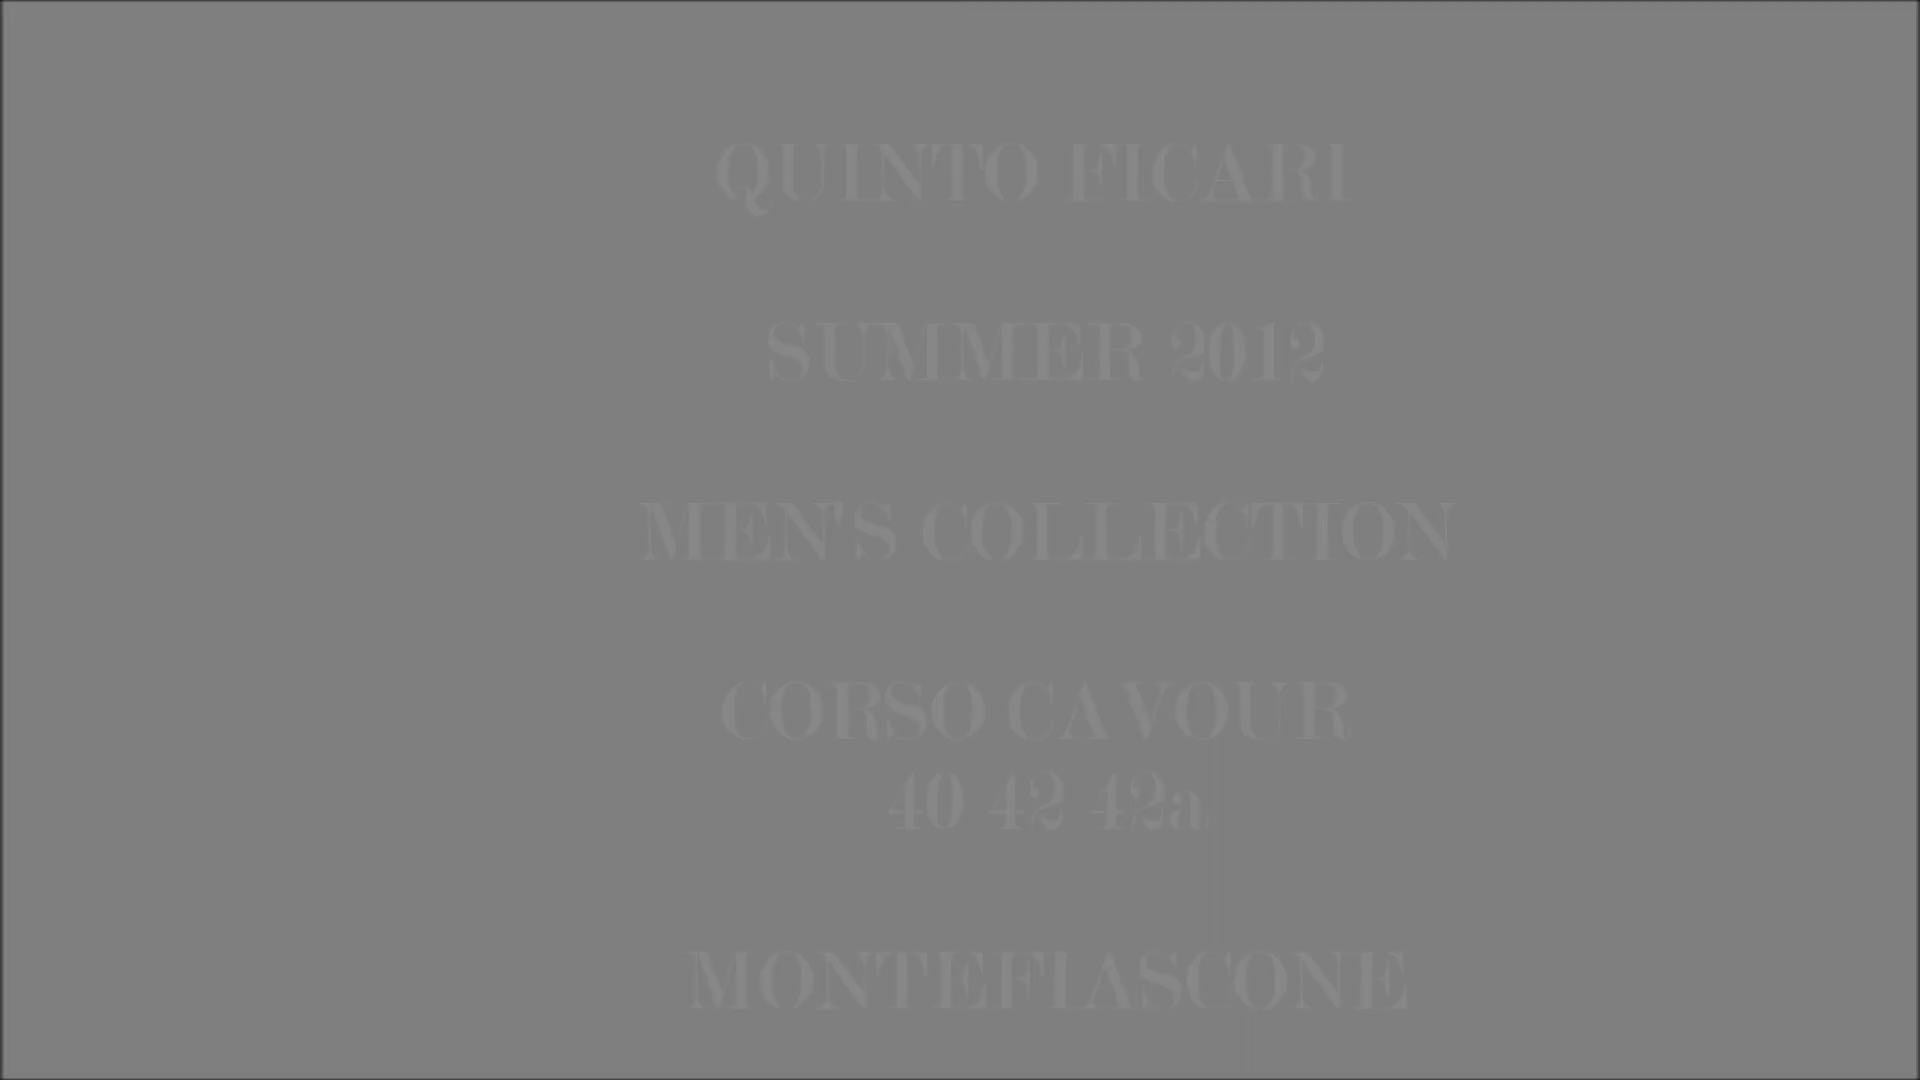 QUINTO FICARI
SUMMER 2012
MEN'S COLLECTION
CORSO CAVOUR
40 42 42a
MONTEFIASCONE